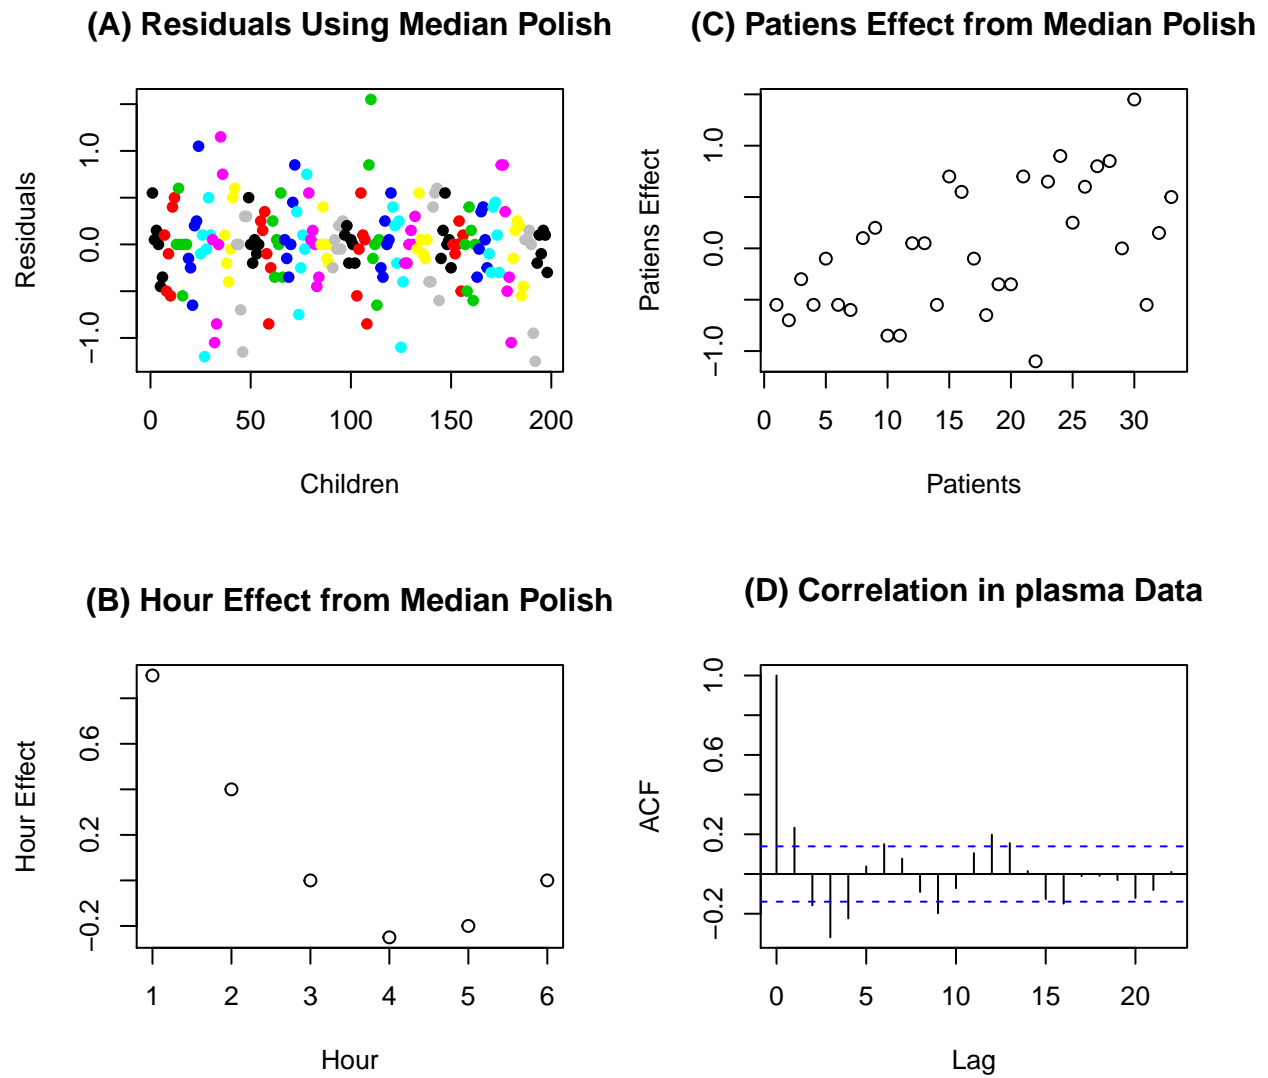 (A) Residuals Using Median Polish
Residuals
1.0
0.0
−1.0
0 50 100 150 200
Children
(C) Patiens Effect from Median Polish
Patiens Effect
1.0
0.0
−1.0
0 5 10 15 20 25 30
Patients
(B) Hour Effect from Median Polish
Hour Effect
0.6
0.2
−0.2
1 2 3 4 5 6
Hour
(D) Correlation in plasma Data
ACF
1.0
0.6
0.2
−0.2
0 5 10 15 20
Lag